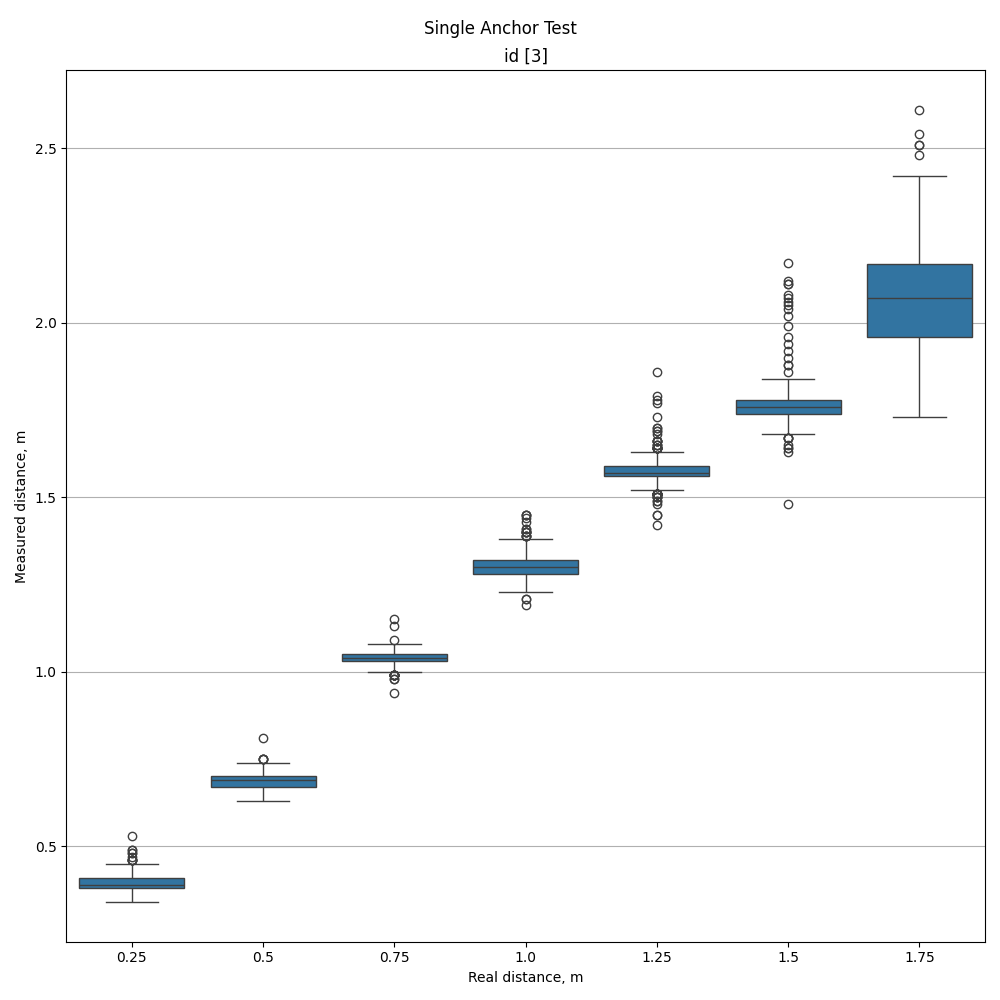 Single Anchor Test
id [3]
Measured distance, m
2.5
2.0
1.5
1.0
0.5
0.25 0.5 0.75 1.0 1.25 1.5 1.75
Real distance, m